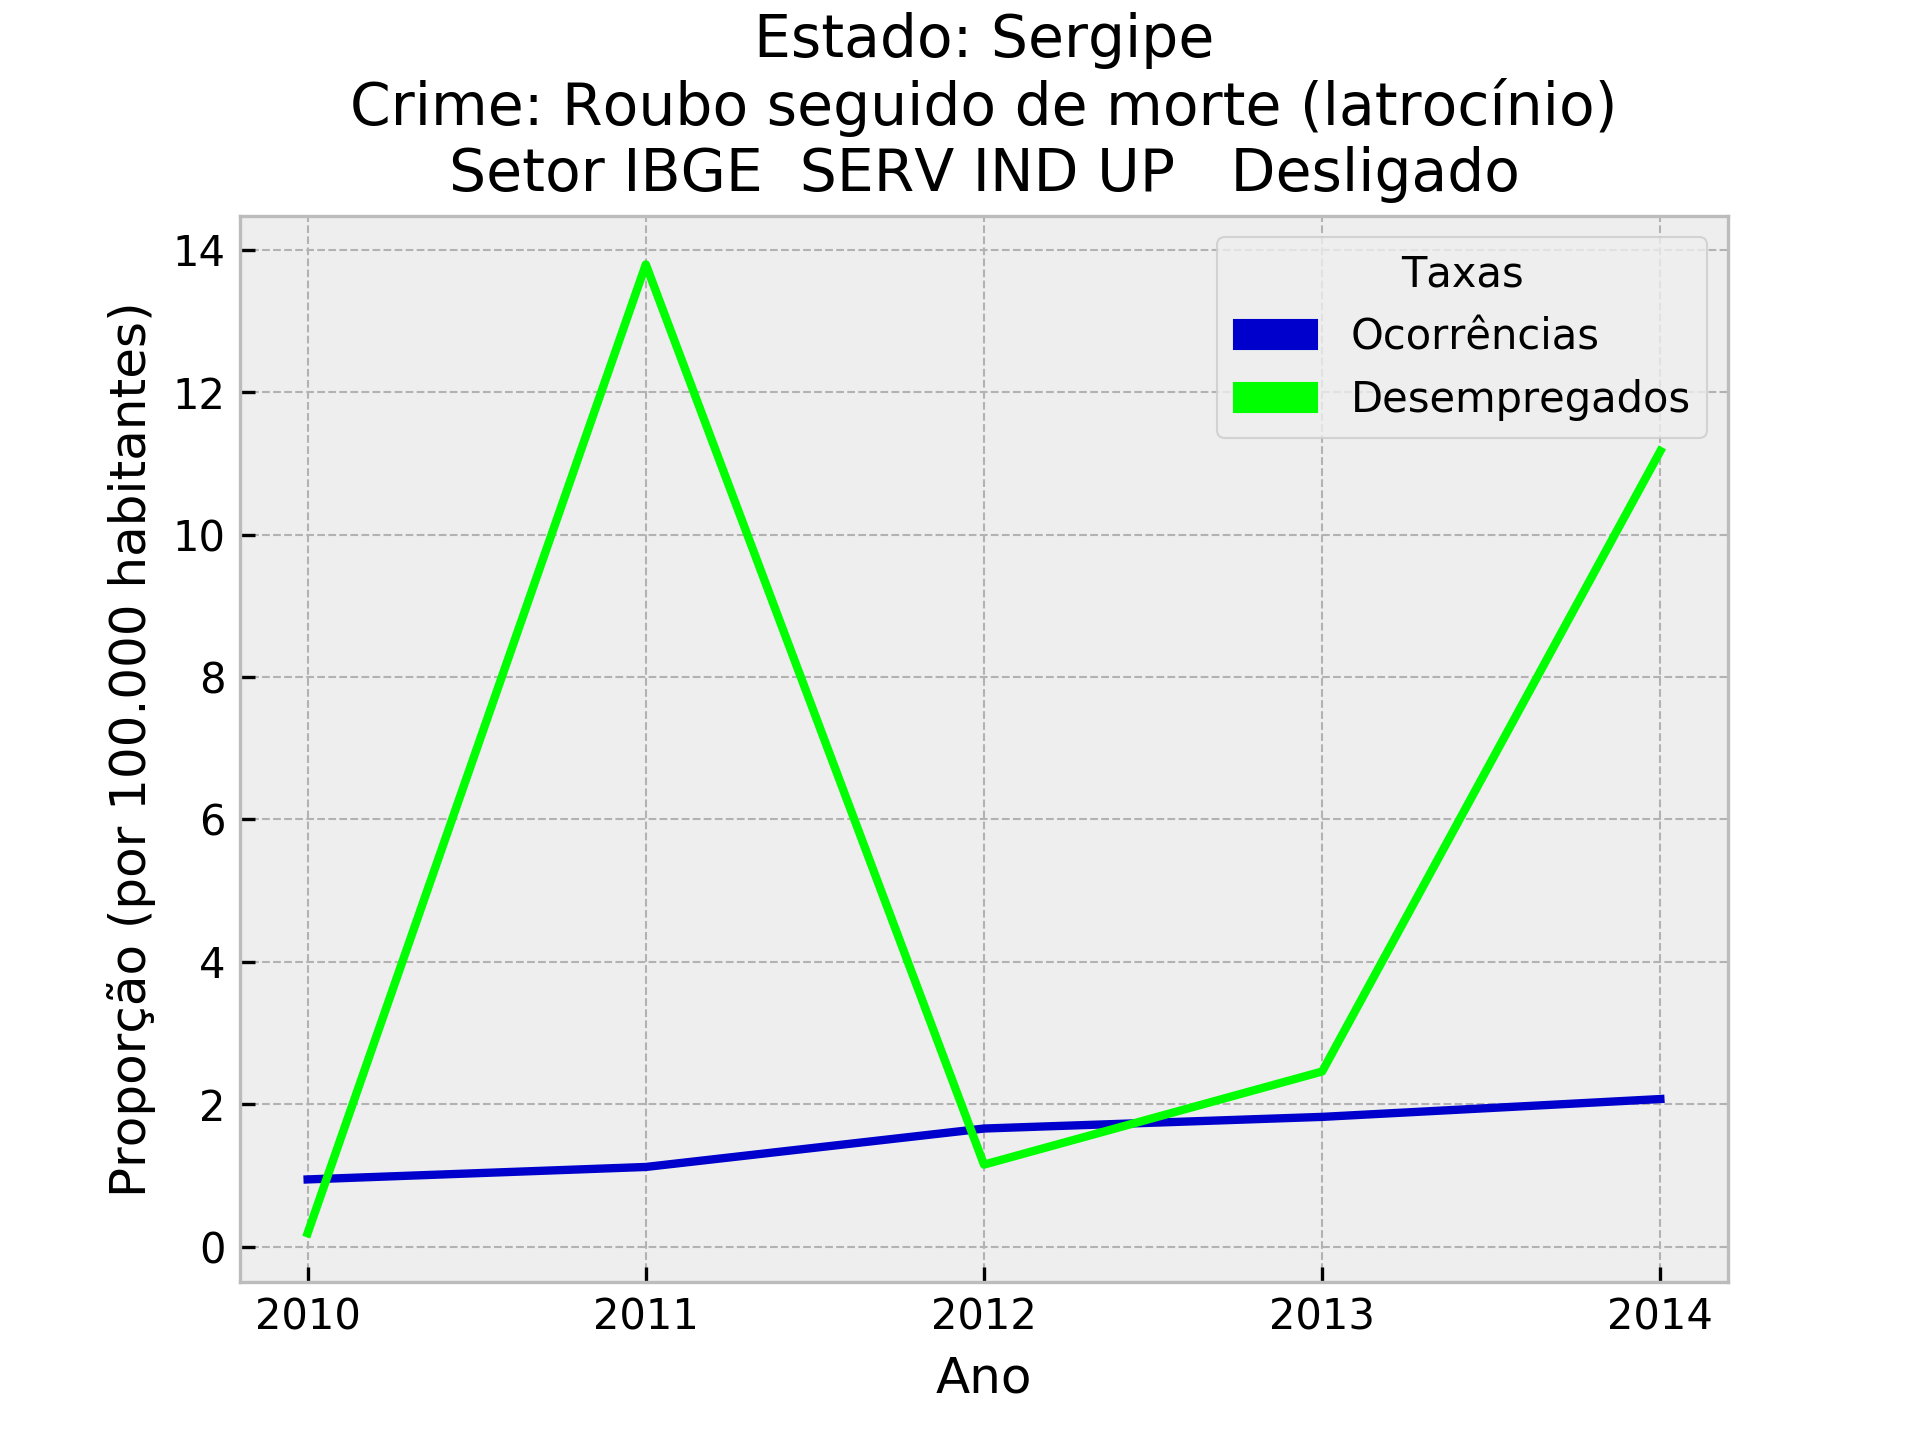 Estado: Sergipe
Crime: Roubo seguido de morte (latrocínio)
Setor IBGE  SERV IND UP   Desligado
Proporção (por 100.000 habitantes)
14
12
10
8
6
4
2
0
Taxas
Ocorrências
Desempregados
2010
2011
2012
2013
2014
Ano